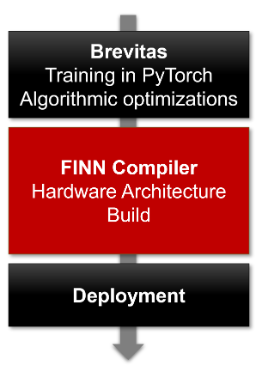 Brevitas
Training in PyTorch
Algorithmic optimizations
FINN Compiler
Hardware Architecture
Build
Deployment